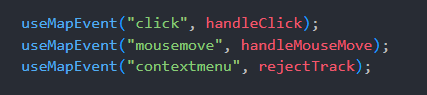 useMapEvent("click", handleClick);
useMapEvent("mousemove", handleMouseMove);
useMapEvent("contextmenu", rejectTrack);